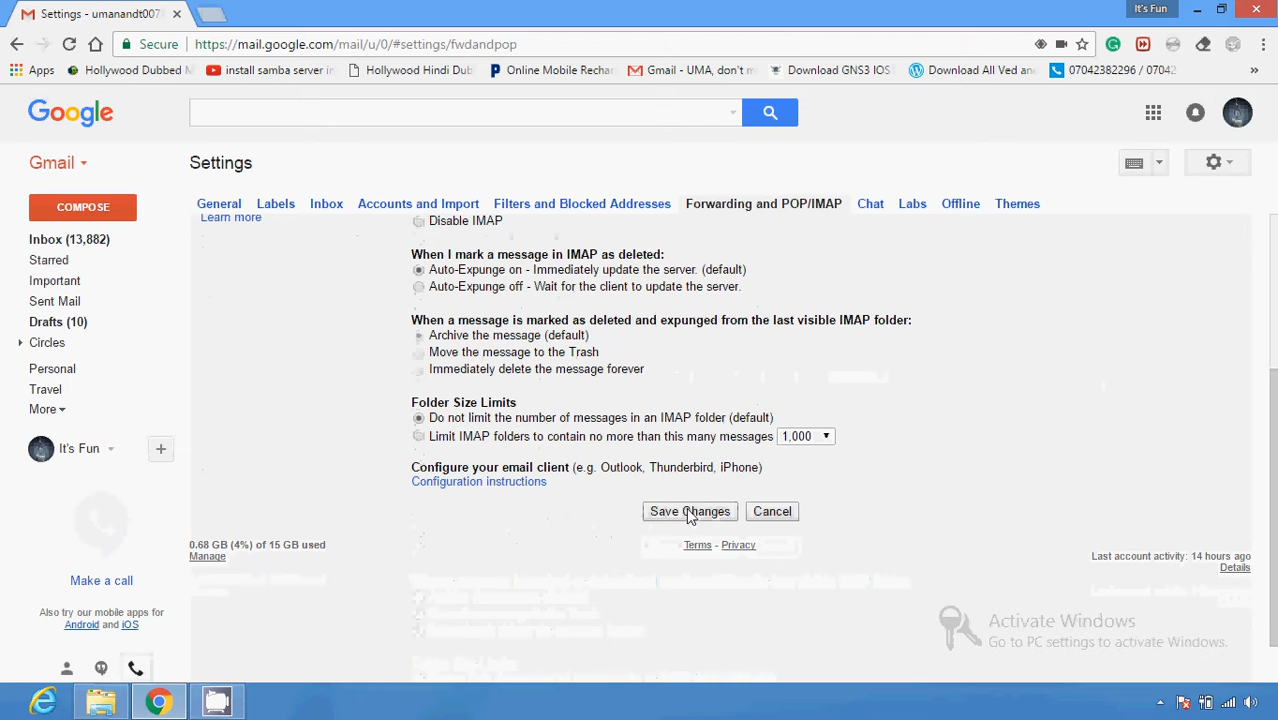 Settings - umanandt007
It's Fun
Secure
https://mail.google.com/mail/u/0/#settings/fwdandpop
Apps
Hollywood Dubbed M
install samba server in
Hollywood Hindi Dub
Online Mobile Rechar
Gmail - UMA, don't m
Download GNS3 IOS
Download All Ved an
07042382296 / 07042
»
Google
Gmail
Settings
COMPOSE
General
Labels
Inbox
Accounts and Import
Filters and Blocked Addresses
Forwarding and POP/IMAP
Chat
Labs
Offline
Themes
Inbox (13,882)
Starred
Important
Sent Mail
Drafts (10)
Circles
Personal
Travel
More
It's Fun
Make a call
Also try our mobile apps for
Android and iOS
Learn more
Disable IMAP
When I mark a message in IMAP as deleted:
Auto-Expunge on - Immediately update the server. (default)
Auto-Expunge off - Wait for the client to update the server.
When a message is marked as deleted and expunged from the last visible IMAP folder:
Archive the message (default)
Move the message to the Trash
Immediately delete the message forever
Folder Size Limits
Do not limit the number of messages in an IMAP folder (default)
Limit IMAP folders to contain no more than this many messages 1,000
Configure your email client (e.g. Outlook, Thunderbird, iPhone)
Configuration instructions
Save Changes
Cancel
0.68 GB (4%) of 15 GB used
Manage
Terms - Privacy
Last account activity: 14 hours ago
Details
Activate Windows
Go to PC settings to activate Windows.